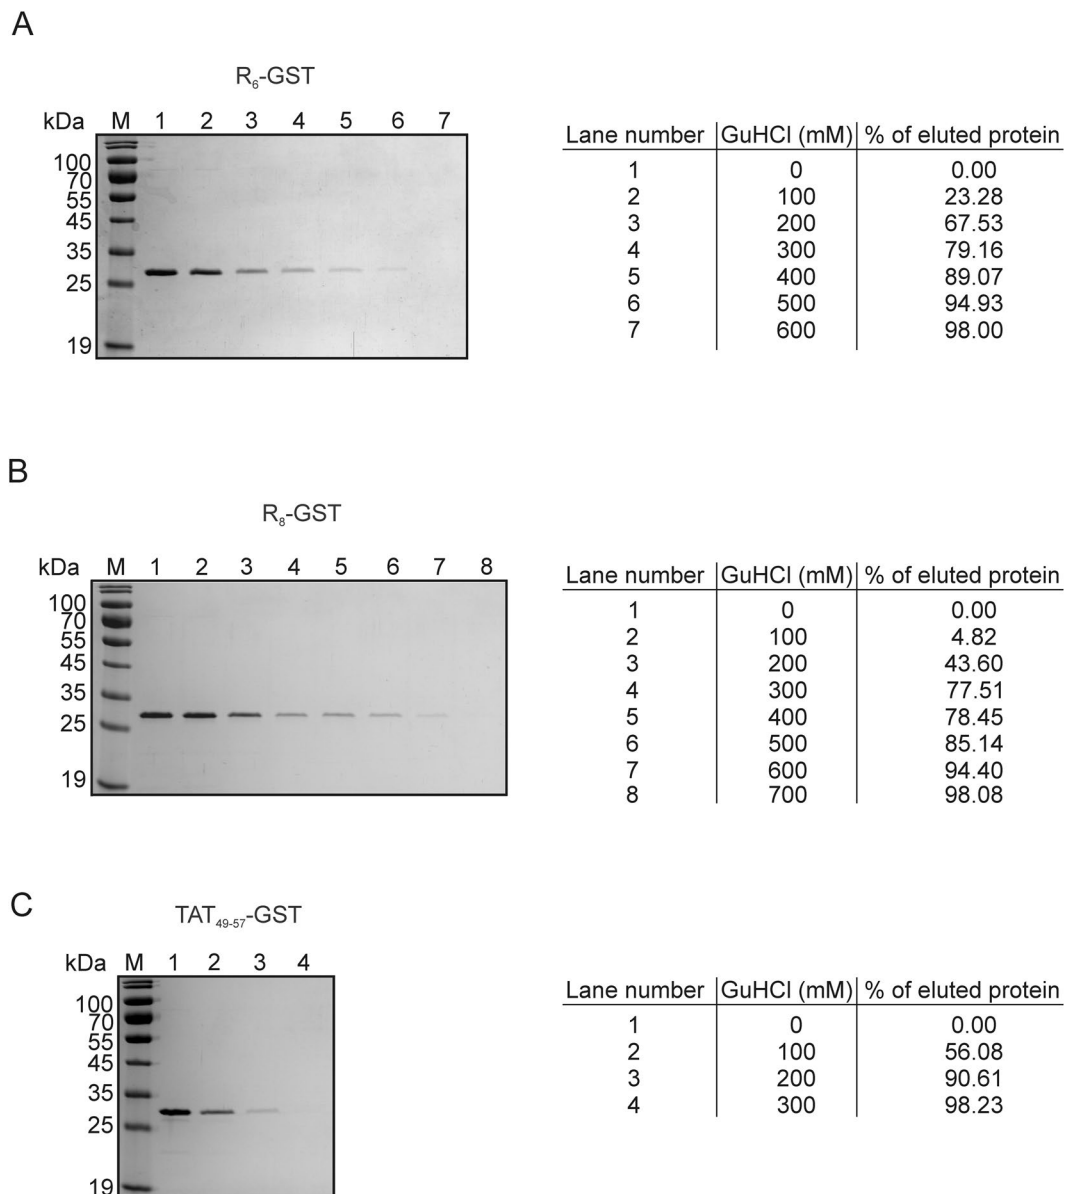 A
R6-GST
kDa M 1 2 3 4 5 6 7
100
70
55
45
35
25
19
Lane number GuHCl (mM) % of eluted protein
1 0 0.00
2 100 23.28
3 200 67.53
4 300 79.16
5 400 89.07
6 500 94.93
7 600 98.00
B
R8-GST
kDa M 1 2 3 4 5 6 7 8
100
70
55
45
35
25
19
Lane number GuHCl (mM) % of eluted protein
1 0 0.00
2 100 4.82
3 200 43.60
4 300 77.51
5 400 78.45
6 500 85.14
7 600 94.40
8 700 98.08
C
TAT49-57-GST
kDa M 1 2 3 4
100
70
55
45
35
25
19
Lane number GuHCl (mM) % of eluted protein
1 0 0.00
2 100 56.08
3 200 90.61
4 300 98.23